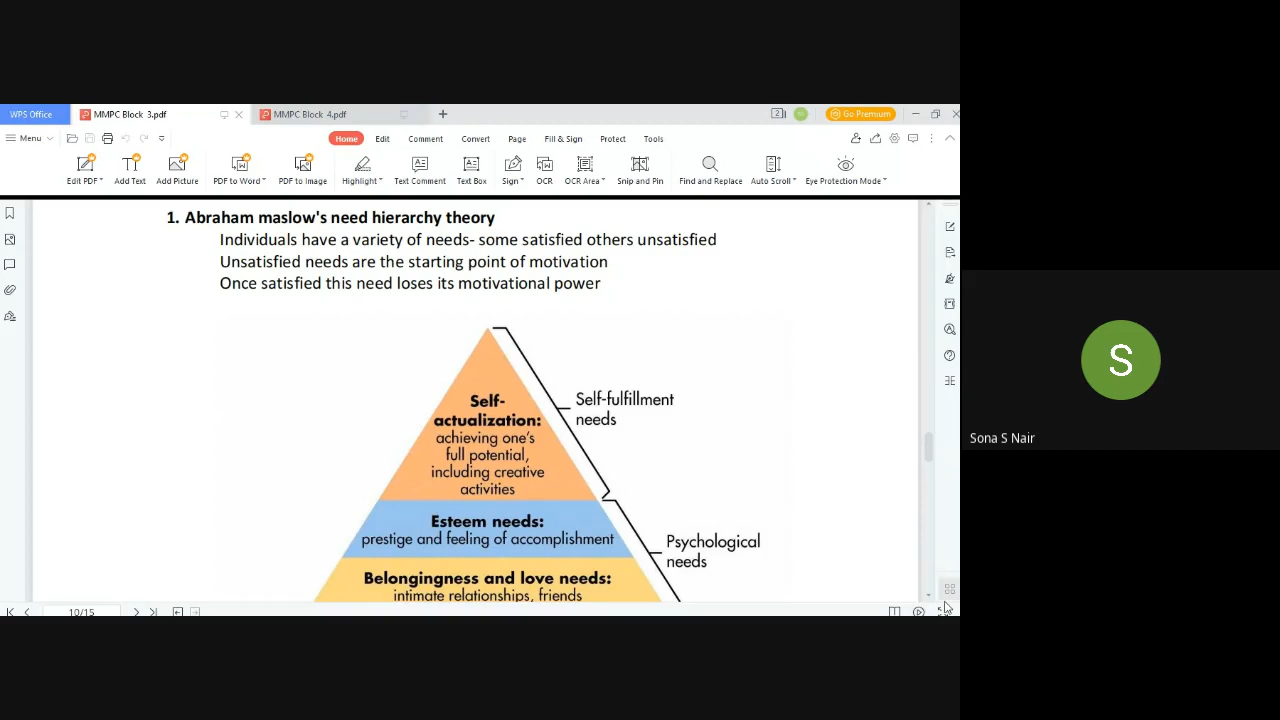 WPS Office
MMPC Block 3.pdf
MMPC Block 4.pdf
Go Premium
Menu
Home
Edit
Comment
Convert
Page
Fill & Sign
Protect
Tools
Edit PDF
Add Text
Add Picture
PDF to Word
PDF to Image
Highlight
Text Comment
Text Box
Sign
OCR
OCR Area
Snip and Pin
Find and Replace
Auto Scroll
Eye Protection Mode
1. Abraham maslow's need hierarchy theory
Individuals have a variety of needs- some satisfied others unsatisfied
Unsatisfied needs are the starting point of motivation
Once satisfied this need loses its motivational power
Self-
actualization:
achieving one's
full potential,
including creative
activities
Self-fulfillment
needs
Esteem needs:
prestige and feeling of accomplishment
Psychological
needs
Belongingness and love needs:
intimate relationships, friends
10/15
S
Sona S Nair